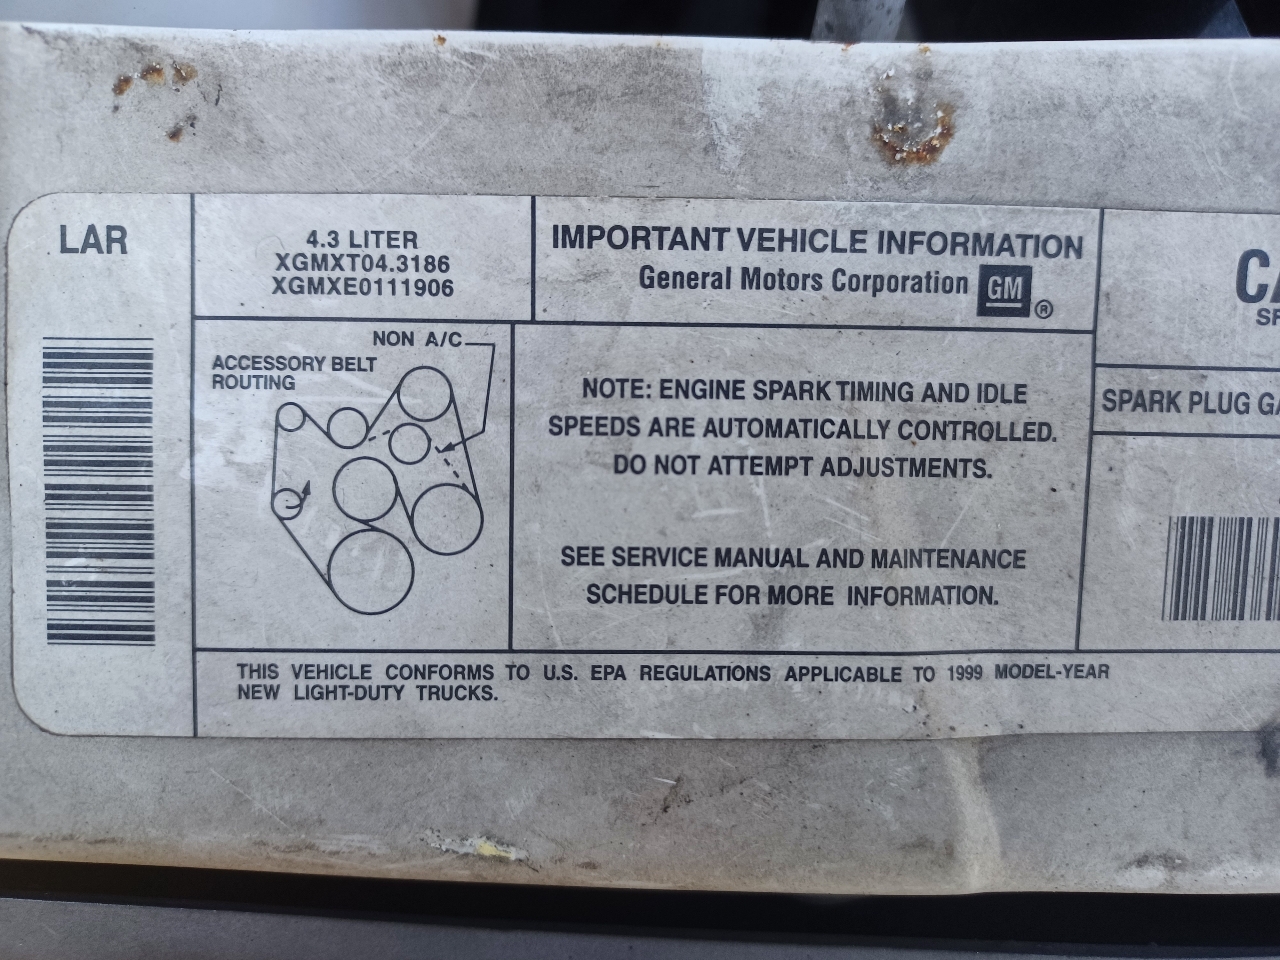 LAR
4.3 LITER
XGMXT04.3186
XGMXE0111906
IMPORTANT VEHICLE INFORMATION
General Motors Corporation GM ®
NON A/C
ACCESSORY BELT
ROUTING
NOTE: ENGINE SPARK TIMING AND IDLE
SPEEDS ARE AUTOMATICALLY CONTROLLED.
DO NOT ATTEMPT ADJUSTMENTS.
SEE SERVICE MANUAL AND MAINTENANCE
SCHEDULE FOR MORE INFORMATION.
SPARK PLUG
THIS VEHICLE CONFORMS TO U.S. EPA REGULATIONS APPLICABLE TO 1999 MODEL-YEAR
NEW LIGHT-DUTY TRUCKS.